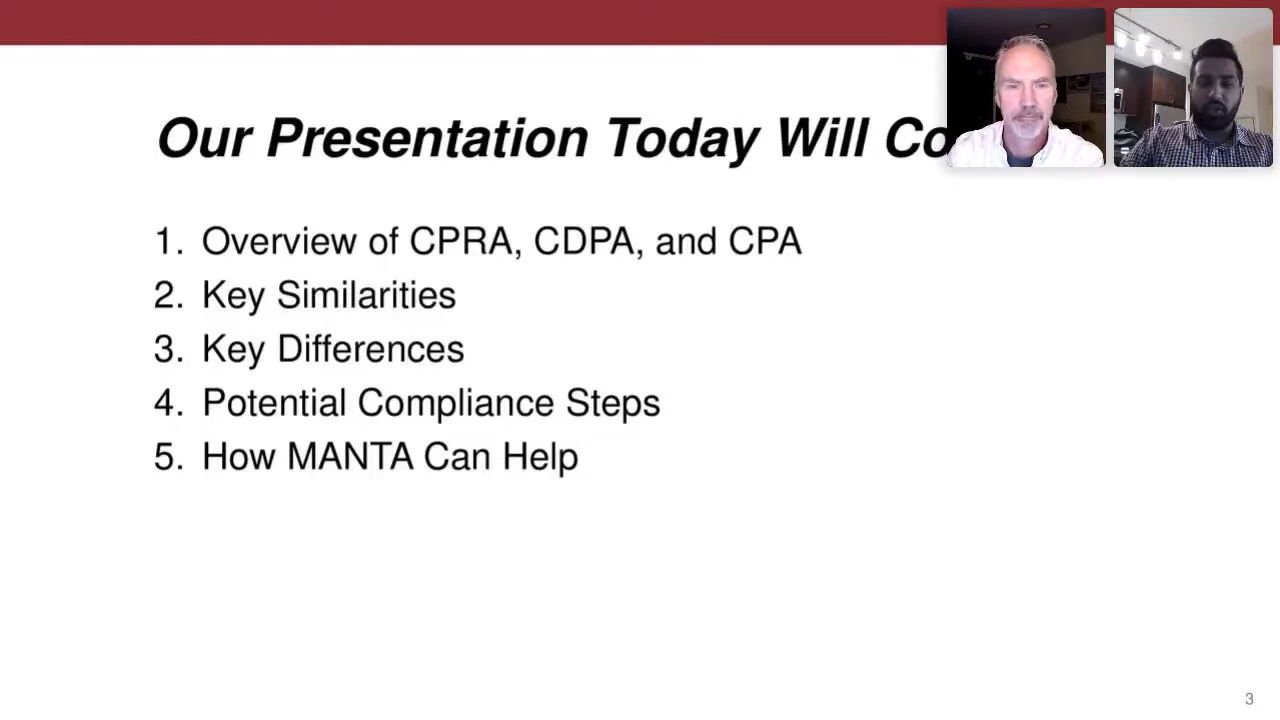 Our Presentation Today Will Co
1. Overview of CPRA, CDPA, and CPA
2. Key Similarities
3. Key Differences
4. Potential Compliance Steps
5. How MANTA Can Help
3